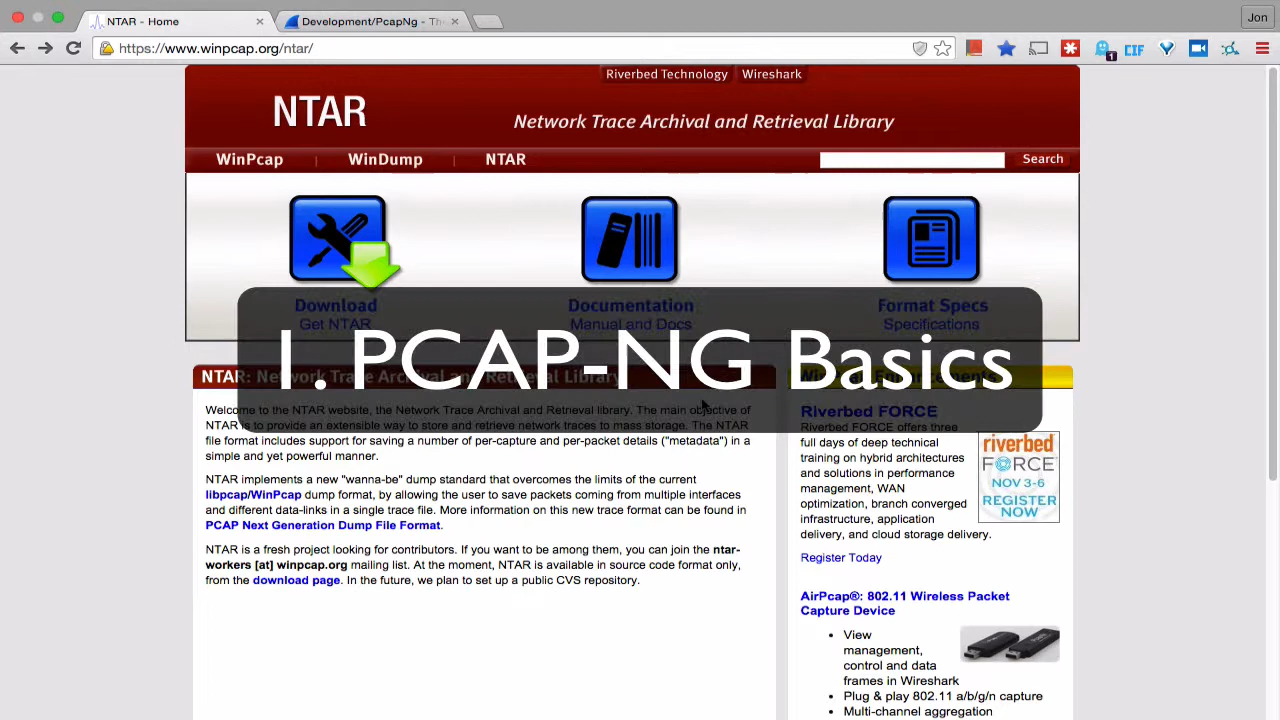 NTAR - Home
Development/PcapNg - The
Jon
https://www.winpcap.org/ntar/
1
CIF
Riverbed Technology Wireshark
NTAR
Network Trace Archival and Retrieval Library
WinPcap | WinDump | NTAR
Search
Download
Get NTAR
Documentation
Manual and Docs
Format Specs
Specifications
1. PCAP-NG Basics
NTAR: Network Trace Archival and Retrieval Library
Welcome to the NTAR website, the Network Trace Archival and Retrieval library. The main objective of
NTAR is to provide an extensible way to store and retrieve network traces to mass storage. The NTAR
file format includes support for saving a number of per-capture and per-packet details ("metadata") in a
simple and yet powerful manner.
NTAR implements a new "wanna-be" dump standard that overcomes the limits of the current
libpcap/WinPcap dump format, by allowing the user to save packets coming from multiple interfaces
and different data-links in a single trace file. More information on this new trace format can be found in
PCAP Next Generation Dump File Format.
NTAR is a fresh project looking for contributors. If you want to be among them, you can join the ntar-
workers [at] winpcap.org mailing list. At the moment, NTAR is available in source code format only,
from the download page. In the future, we plan to set up a public CVS repository.
Riverbed FORCE
Riverbed FORCE offers three
full days of deep technical
training on hybrid architectures
and solutions in performance
management, WAN
optimization, branch converged
infrastructure, application
delivery, and cloud storage delivery.
riverbed
FORCE
NOV 3-6
REGISTER
NOW
Register Today
AirPcap®: 802.11 Wireless Packet
Capture Device
• View
management,
control and data
frames in Wireshark
• Plug & play 802.11 a/b/g/n capture
• Multi-channel aggregation